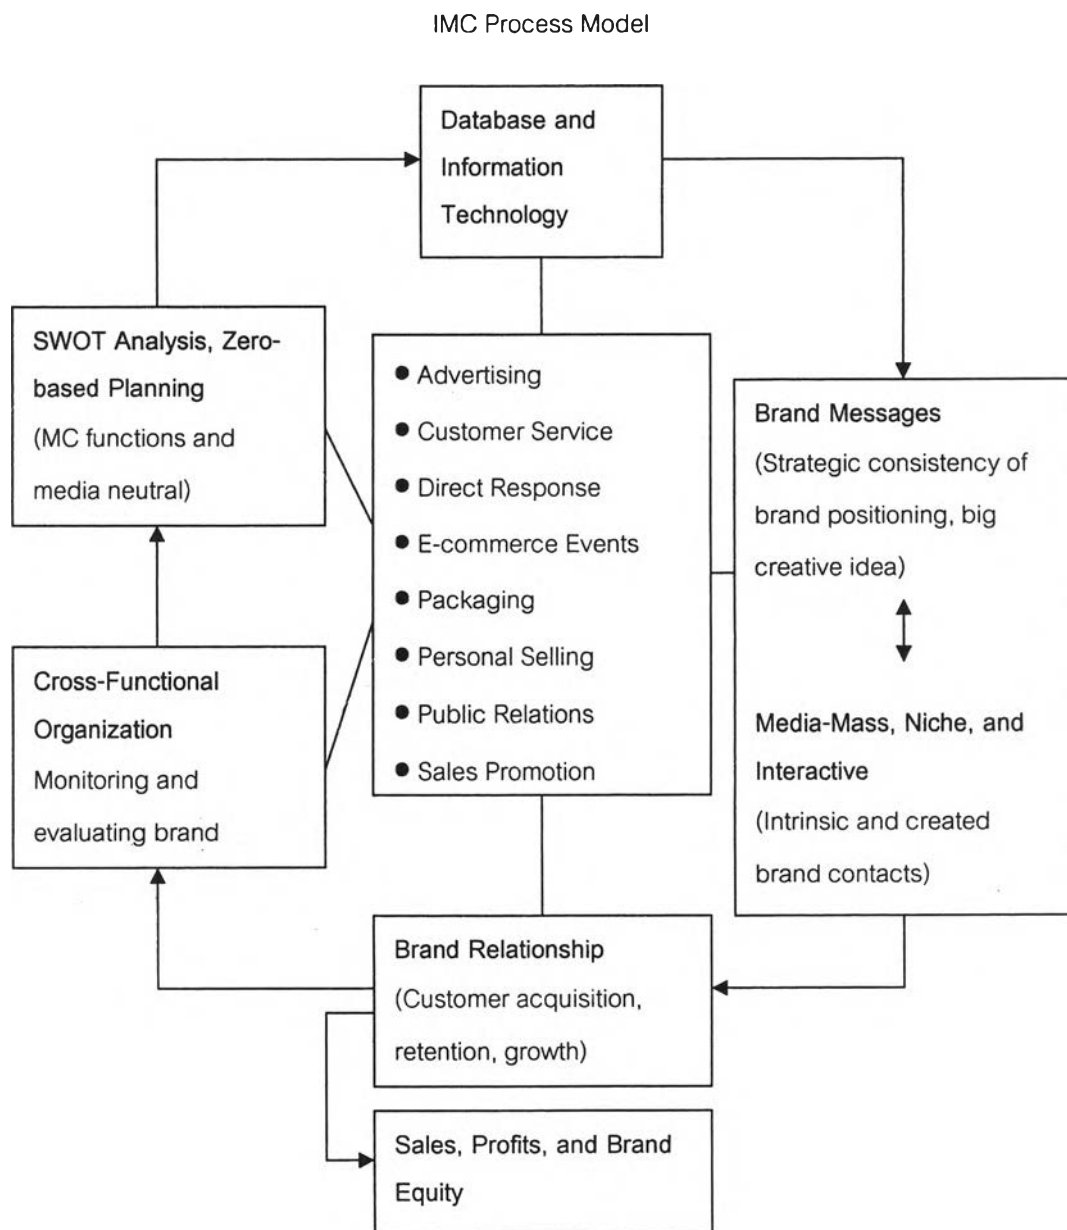 IMC Process Model
Database and
Information
Technology
SWOT Analysis, Zero-
based Planning
(MC functions and
media neutral)
● Advertising
● Customer Service
● Direct Response
● E-commerce Events
● Packaging
● Personal Selling
● Public Relations
● Sales Promotion
Brand Messages
(Strategic consistency of
brand positioning, big
creative idea)
Media-Mass, Niche, and
Interactive
(Intrinsic and created
brand contacts)
Cross-Functional
Organization
Monitoring and
evaluating brand
Brand Relationship
(Customer acquisition,
retention, growth)
Sales, Profits, and Brand
Equity